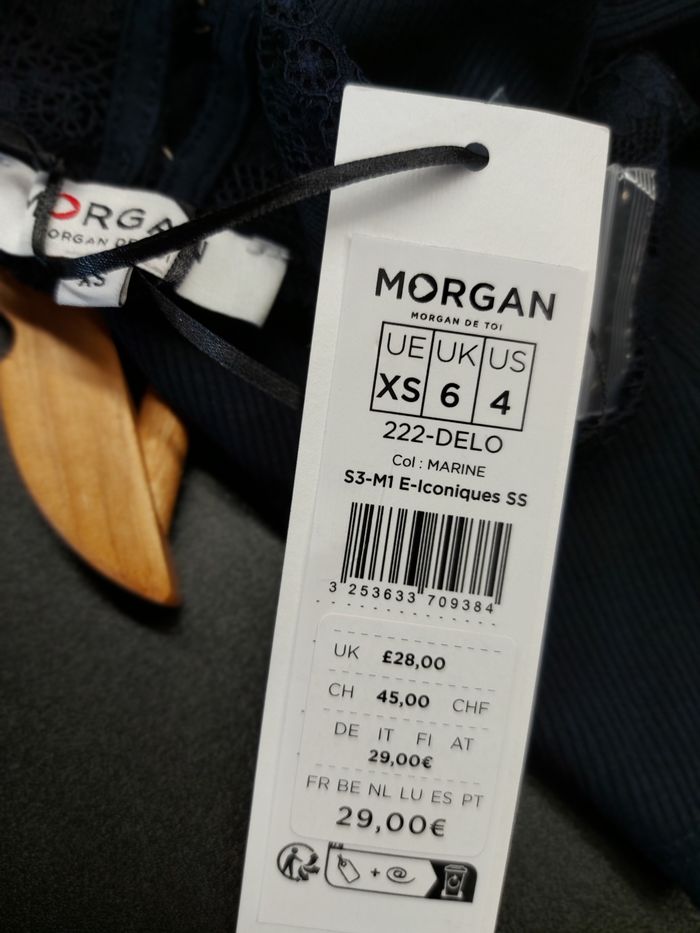 MORGAN
MORGAN DE
XS
MORGAN
MORGAN DE TOI
UE UK US
XS 6 4
222-DELO
Col : MARINE
S3-M1 E-Iconiques SS
3 253633 709384
UK £28,00
CH 45,00 CHF
DE IT FI AT
29,00€
FR BE NL LU ES PT
29,00€
+ @